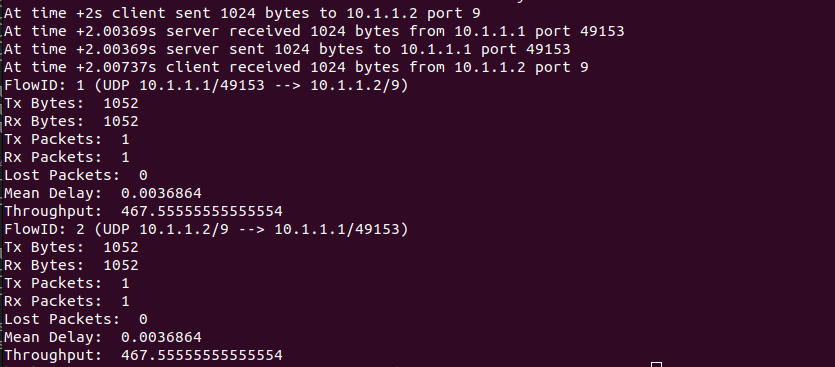 At time +2s client sent 1024 bytes to 10.1.1.2 port 9
At time +2.00369s server received 1024 bytes from 10.1.1.1 port 49153
At time +2.00369s server sent 1024 bytes to 10.1.1.1 port 49153
At time +2.00737s client received 1024 bytes from 10.1.1.2 port 9
FlowID: 1 (UDP 10.1.1.1/49153 --> 10.1.1.2/9)
Tx Bytes:  1052
Rx Bytes:  1052
Tx Packets:  1
Rx Packets:  1
Lost Packets:  0
Mean Delay:  0.0036864
Throughput:  467.55555555555554
FlowID: 2 (UDP 10.1.1.2/9 --> 10.1.1.1/49153)
Tx Bytes:  1052
Rx Bytes:  1052
Tx Packets:  1
Rx Packets:  1
Lost Packets:  0
Mean Delay:  0.0036864
Throughput:  467.55555555555554